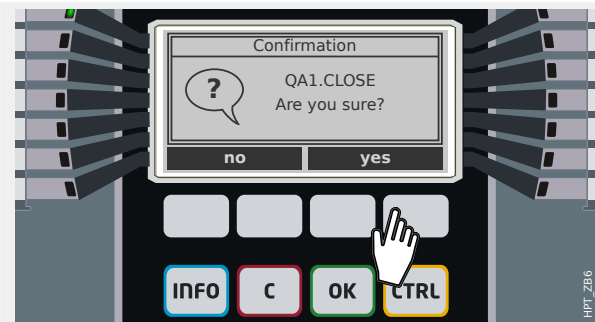 Confirmation
?
QA1.CLOSE
Are you sure?
no yes
INFO C OK CTRL
HPT_ZB6